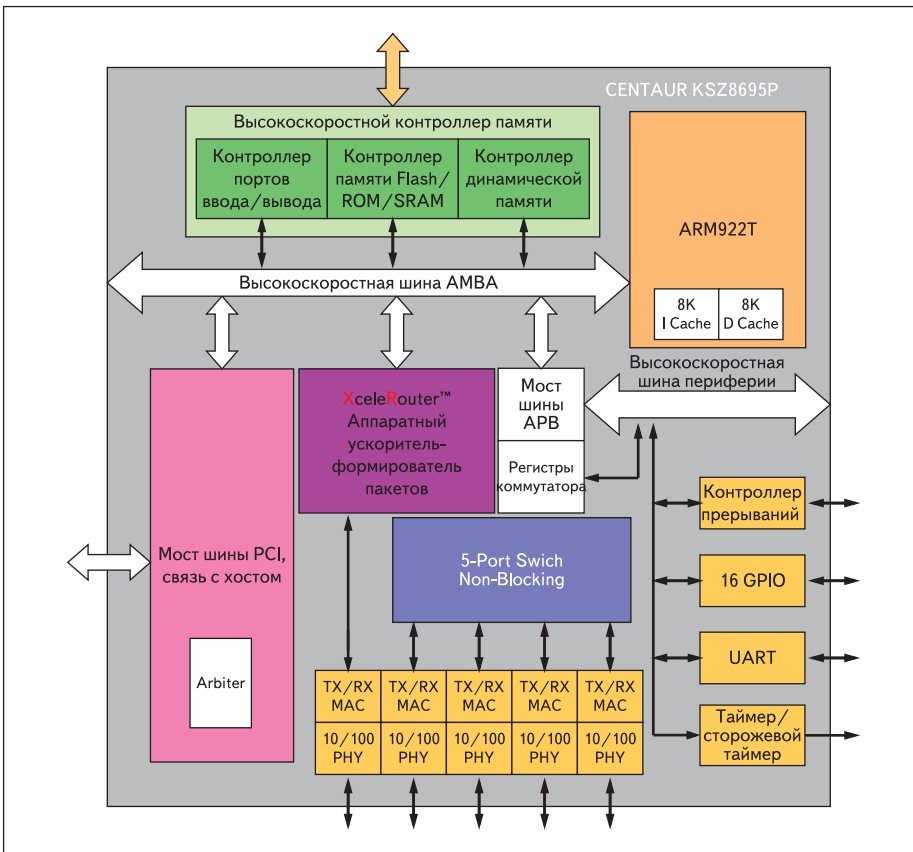 CENTAUR KSZ8695P
Высокоскоростной контроллер памяти
Контроллер
портов
ввода/вывода
Контроллер
памяти Flash/
ROM/SRAM
Контроллер
динамической
памяти
ARM922T
8K
I Cache
8K
D Cache
Высокоскоростная шина AMBA
Высокоскоростная
шина периферии
Мост шины PCI,
связь с хостом
Arbiter
XceleRouter™
Аппаратный
ускоритель-
формирователь
пакетов
Мост
шины
APB
Регистры
коммутатора
5-Port Swich
Non-Blocking
Контроллер
прерываний
16 GPIO
UART
Таймер/
сторожевой
таймер
TX/RX
MAC
TX/RX
MAC
TX/RX
MAC
TX/RX
MAC
TX/RX
MAC
10/100
PHY
10/100
PHY
10/100
PHY
10/100
PHY
10/100
PHY